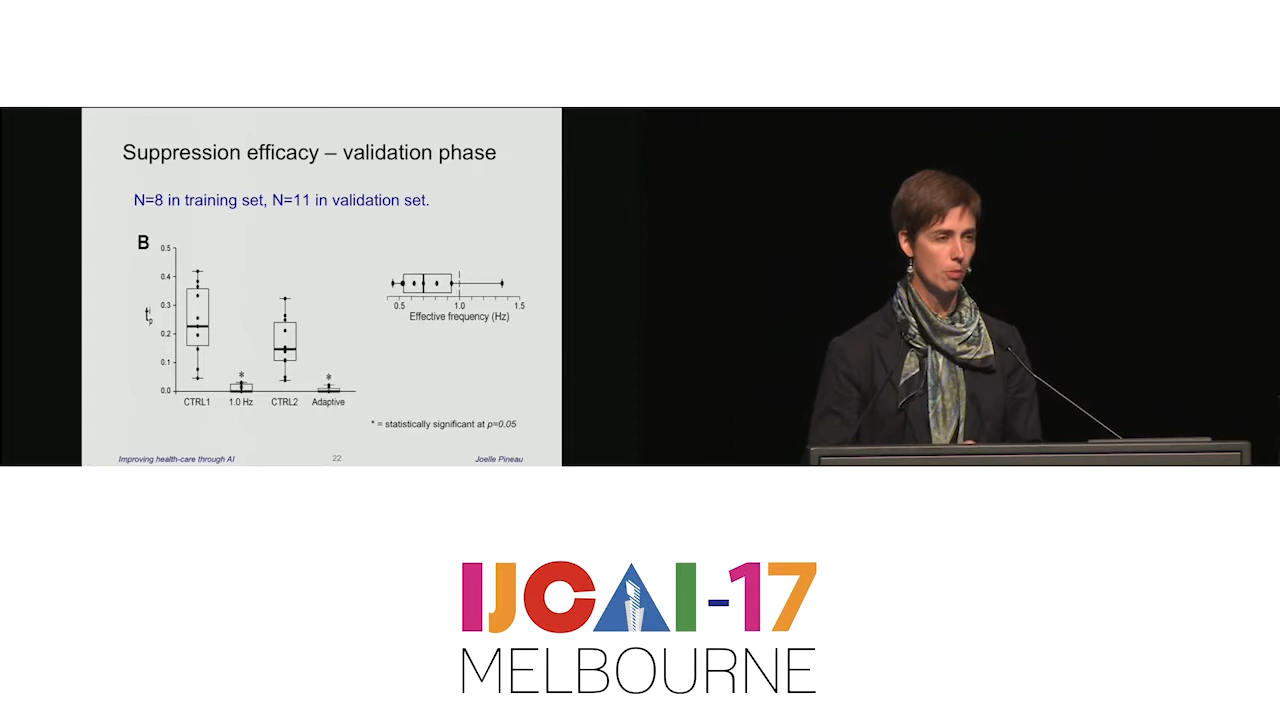 Suppression efficacy – validation phase
N=8 in training set, N=11 in validation set.
B
0.5
0.4
0.3
0.2
0.1
0.0
CTRL1 1.0 Hz CTRL2 Adaptive
0.5 1.0 1.5
Effective frequency (Hz)
* = statistically significant at p=0.05
Improving health-care through AI 22 Joelle Pineau
IJCAI-17
MELBOURNE